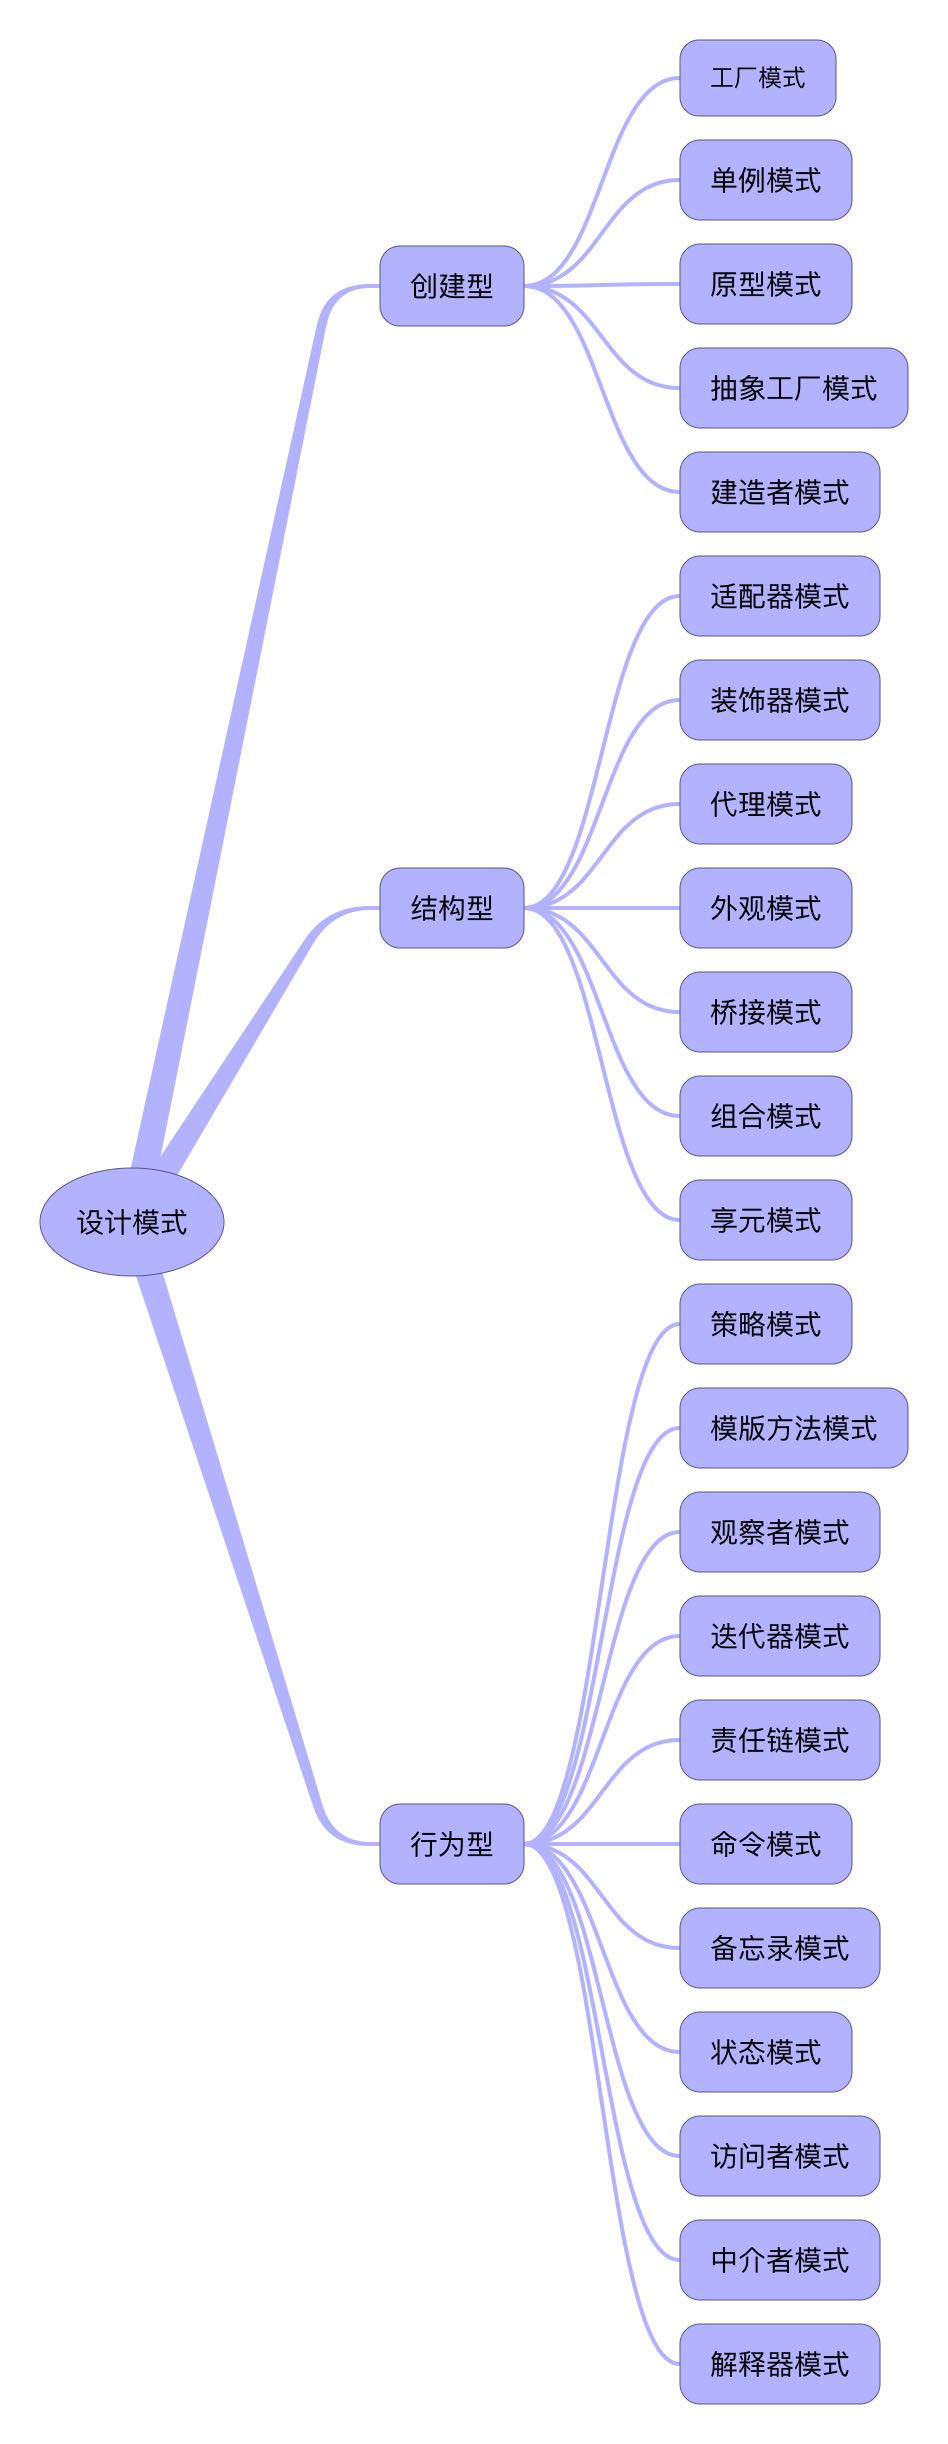 设计模式
创建型
工厂模式
单例模式
原型模式
抽象工厂模式
建造者模式
结构型
适配器模式
装饰器模式
代理模式
外观模式
桥接模式
组合模式
享元模式
行为型
策略模式
模版方法模式
观察者模式
迭代器模式
责任链模式
命令模式
备忘录模式
状态模式
访问者模式
中介者模式
解释器模式